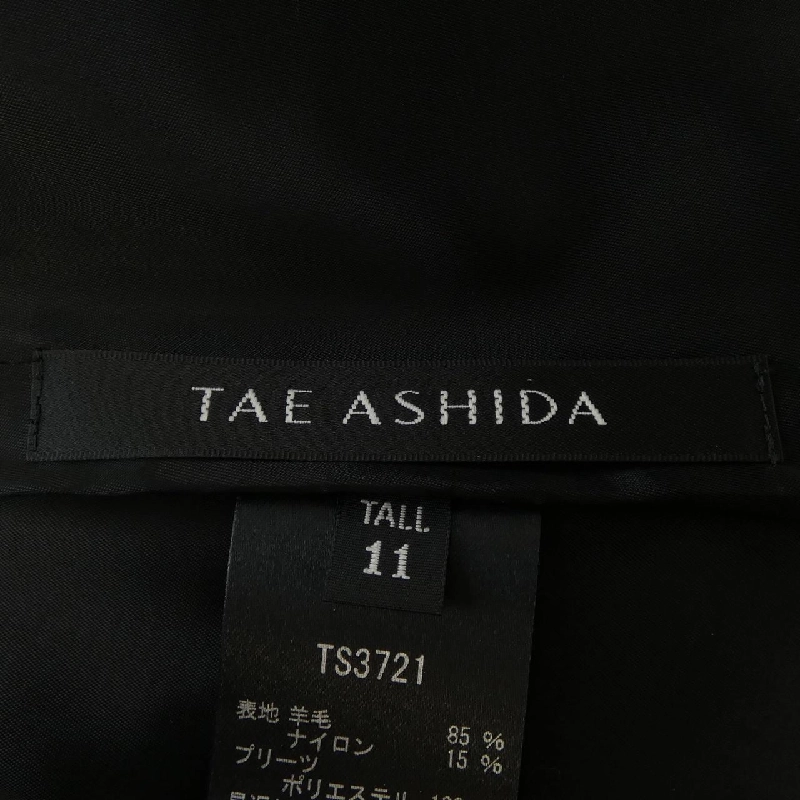 TAE ASHIDA
TALL
11
TS3721
表地 羊毛 85 %
ナイロン 15 %
プリーツ
ポリエステル